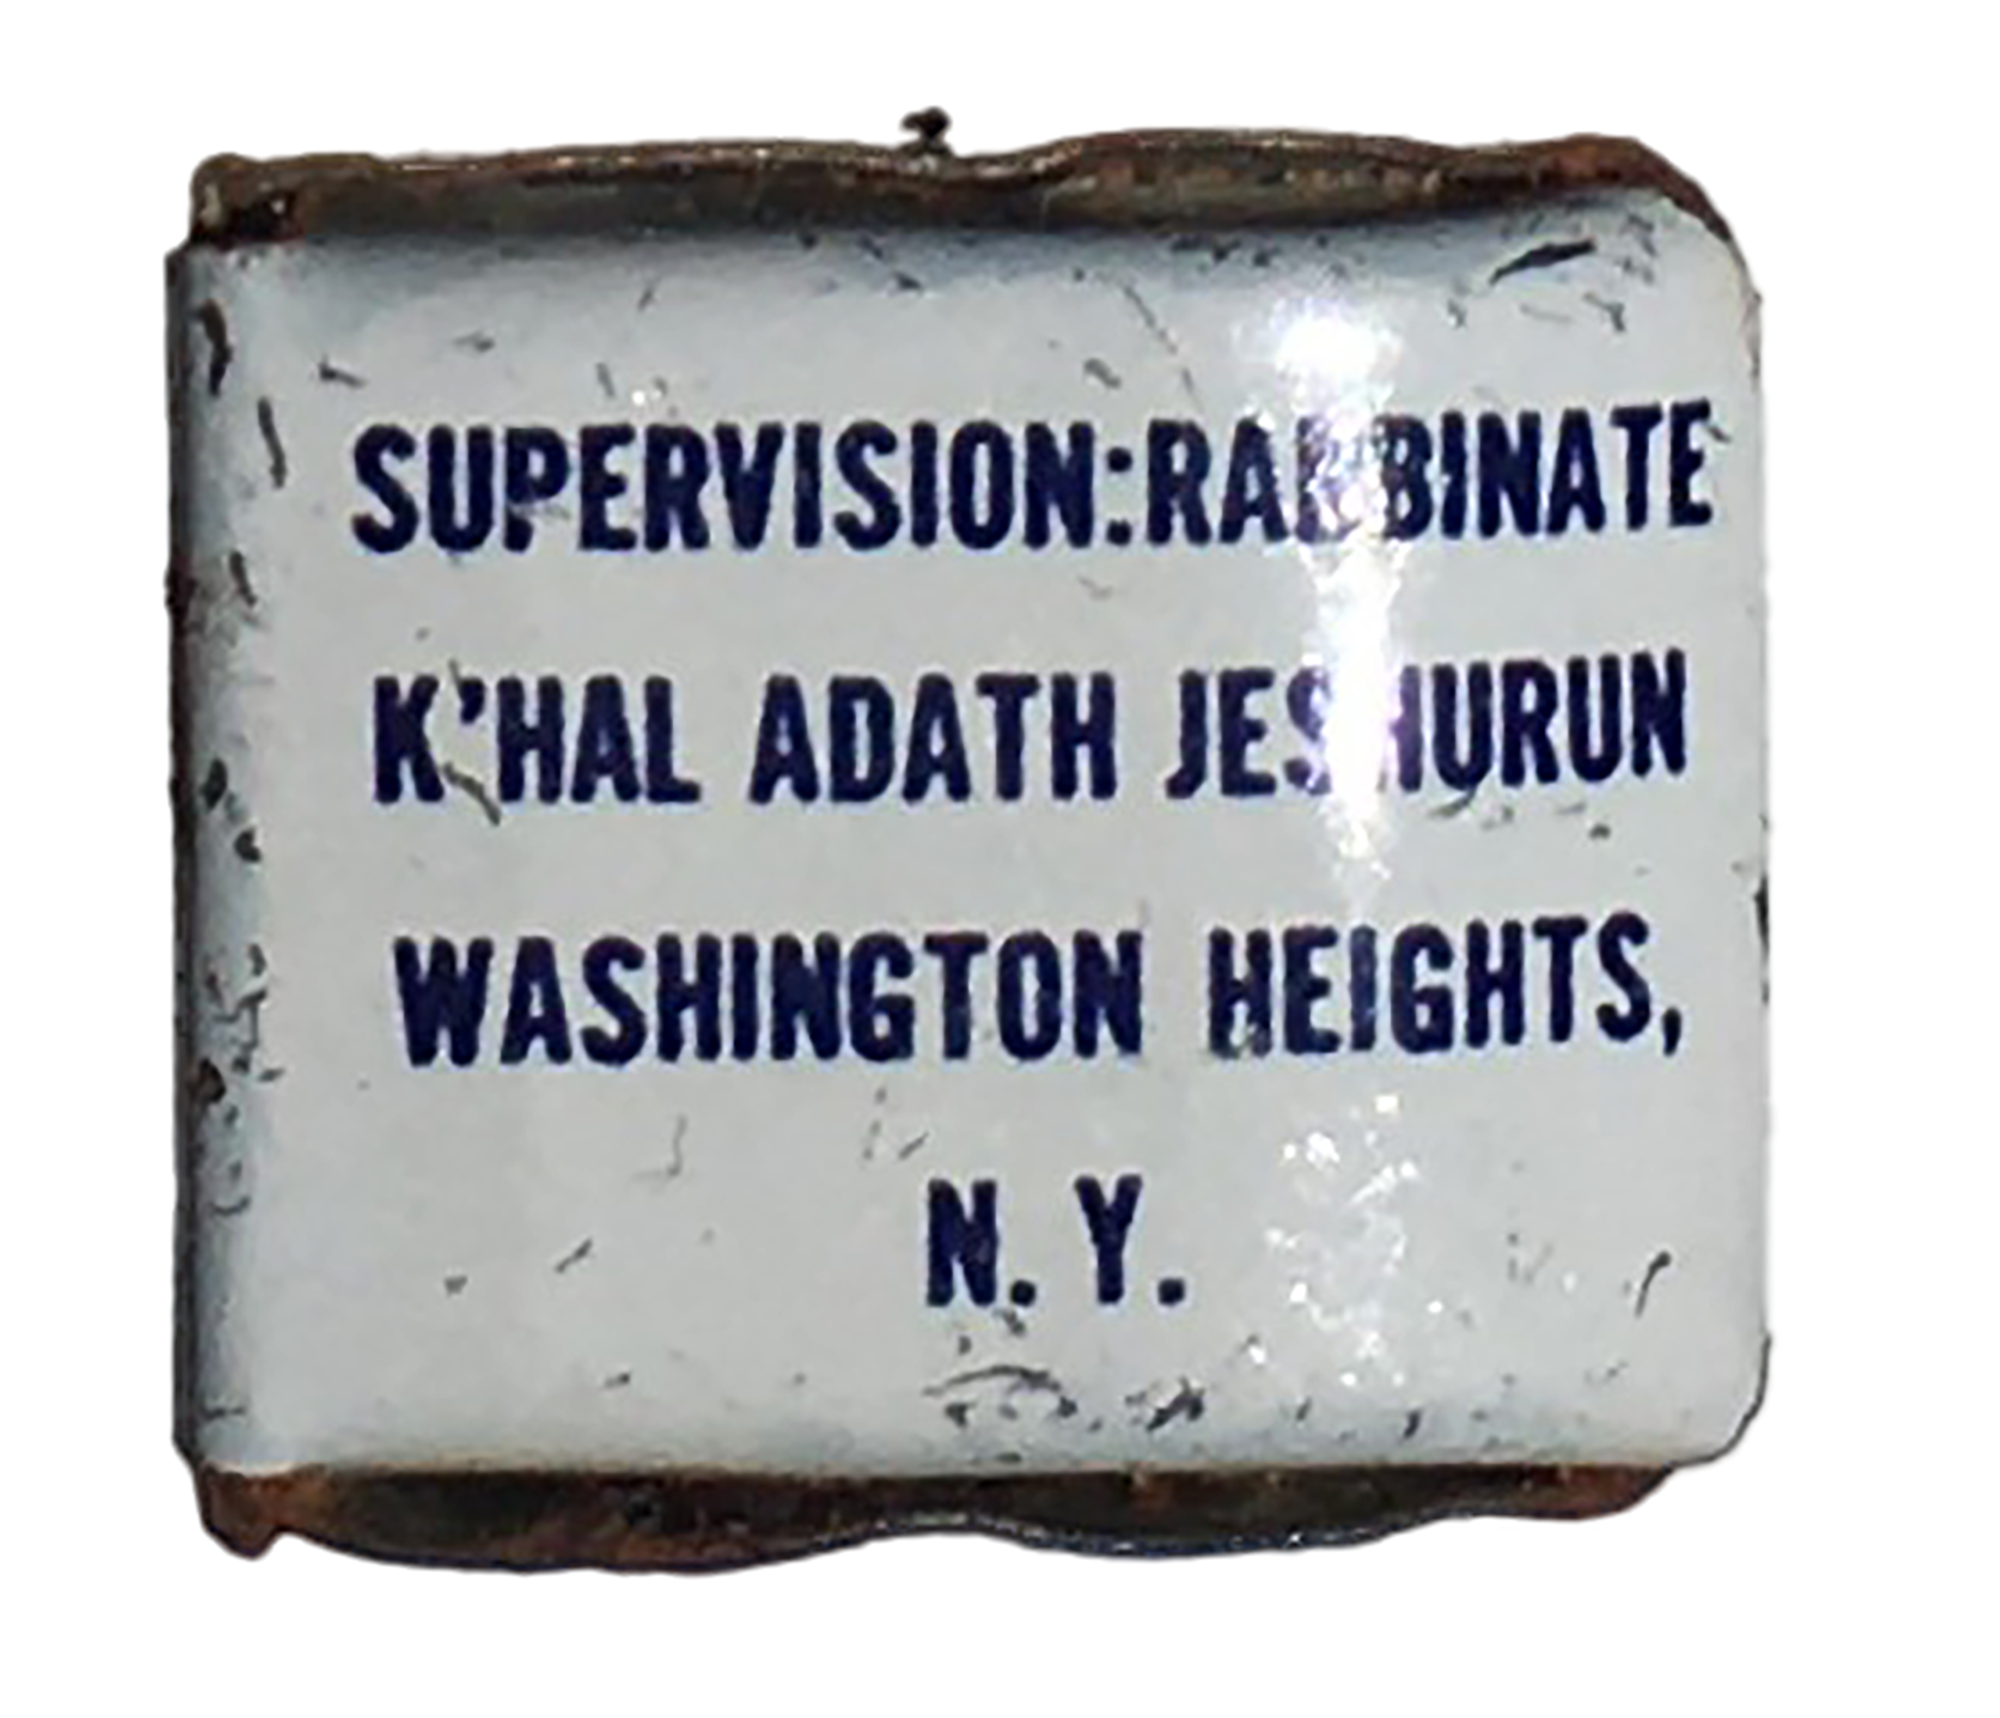 SUPERVISION:RABBINATE
K'HAL ADATH JESHURUN
WASHINGTON HEIGHTS,
N. Y.